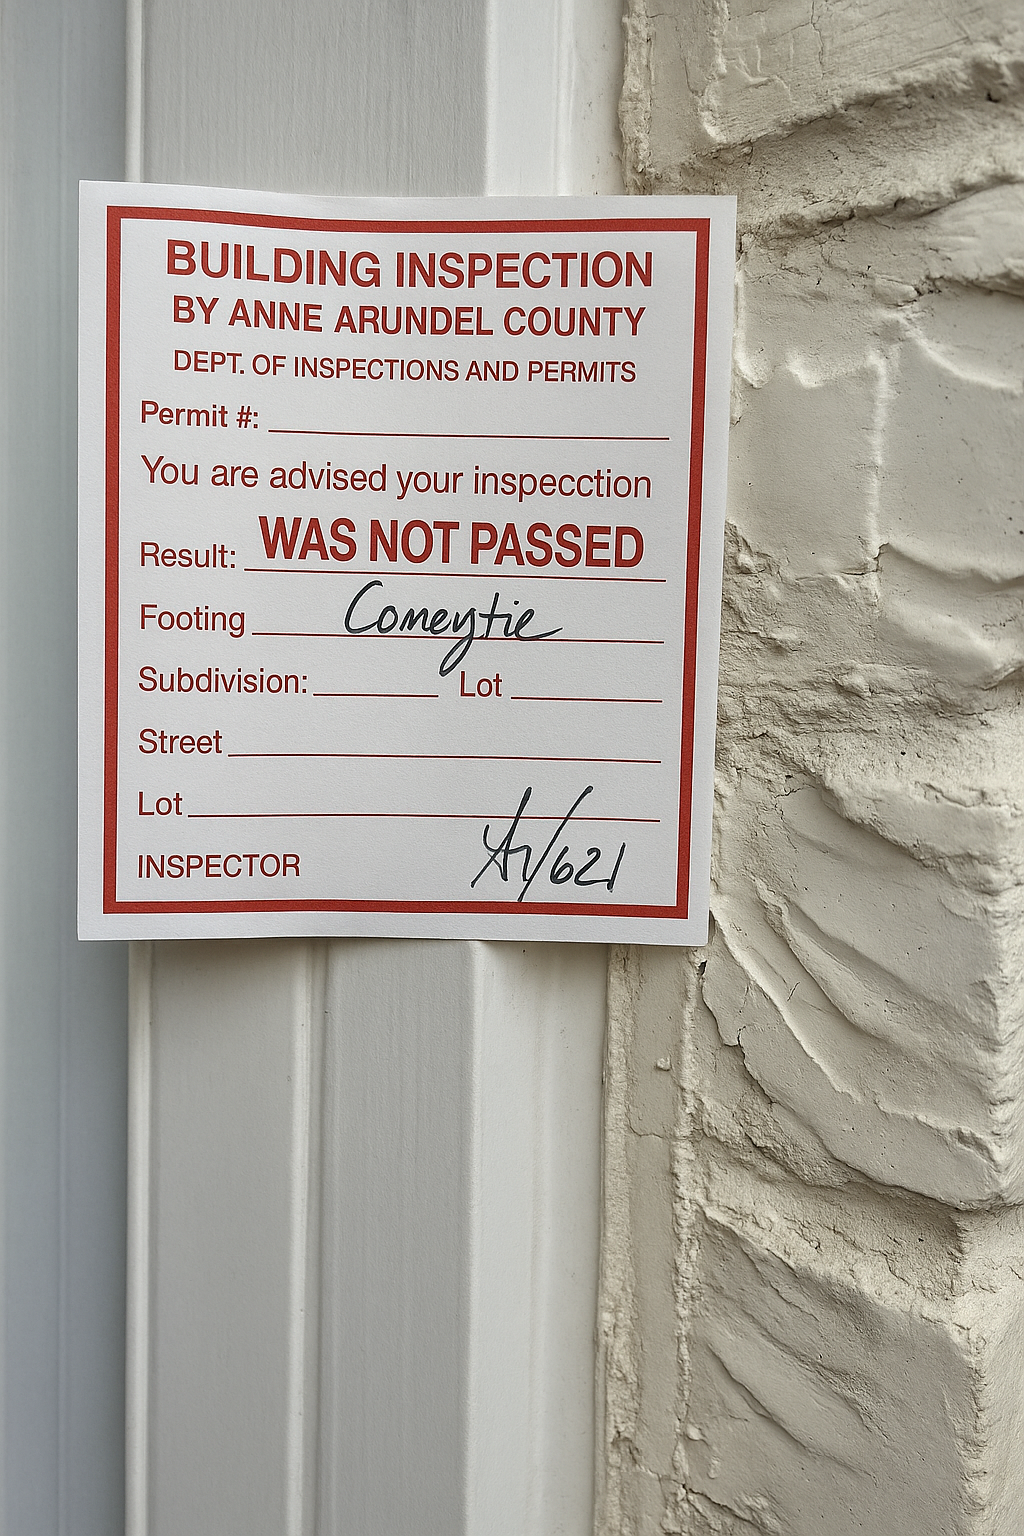 BUILDING INSPECTION
BY ANNE ARUNDEL COUNTY
DEPT. OF INSPECTIONS AND PERMITS
Permit #:
You are advised your inspecction
Result: WAS NOT PASSED
Footing Comeytie
Subdivision: Lot
Street
Lot
INSPECTOR /621